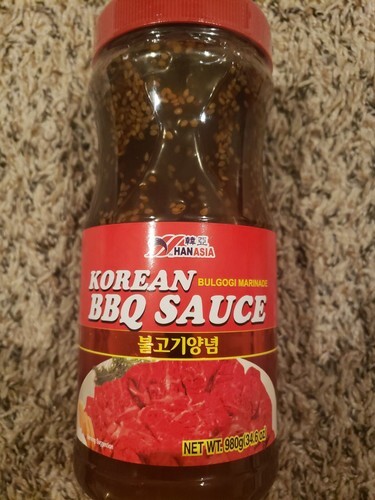 韓亞
HANASIA
KOREAN BULGOGI MARINADE
BBQ SAUCE
불고기양념
NET WT. 980g(34.6 oz)